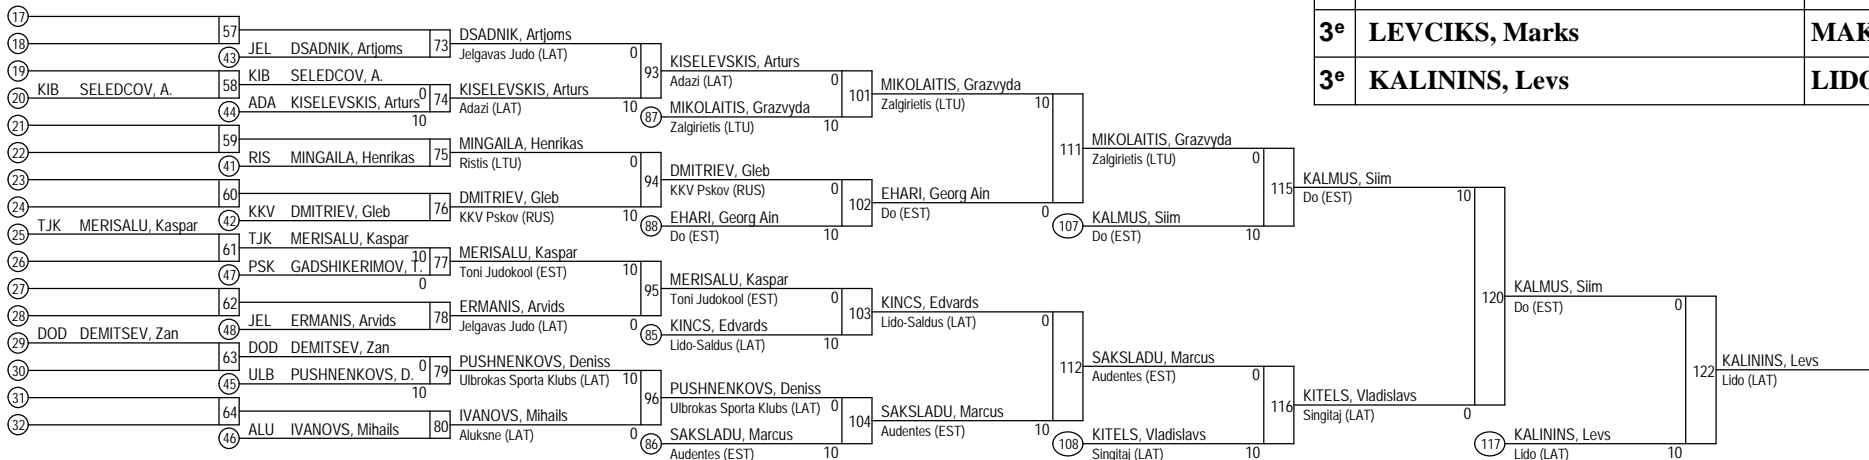 17
18
19
20 KIB SELEDCOV, A.
21
22
23
24
25 TJK MERISALU, Kaspar
26
27
28
29 DOD DEMITSEV, Zan
30
31
32
57
43 JEL DSADNIK, Artjoms
58 KIB SELEDCOV, A. 0
44 ADA KISELEVSKIS, Arturs 10
59
41 RIS MINGAILA, Henrikas
60
42 KKV DMITRIEV, Gleb
61 TJK MERISALU, Kaspar 10
47 PSK GADSHIKERIMOV, T. 0
62
48 JEL ERMANIS, Arvids
63 DOD DEMITSEV, Zan 0
45 ULB PUSHNENKOVS, D. 10
64
46 ALU IVANOVS, Mihails
73 DSADNIK, Artjoms
Jelgavas Judo (LAT) 0
74 KISELEVSKIS, Arturs
Adazi (LAT) 10
75 MINGAILA, Henrikas
Ristis (LTU) 0
76 DMITRIEV, Gleb
KKV Pskov (RUS) 10
77 MERISALU, Kaspar
Toni Judokool (EST) 10
78 ERMANIS, Arvids
Jelgavas Judo (LAT) 0
79 PUSHNENKOVS, Deniss
Ulbrokas Sporta Klubs (LAT) 10
80 IVANOVS, Mihails
Aluksne (LAT) 0
93 KISELEVSKIS, Arturs
Adazi (LAT) 0
87 MIKOLAITIS, Grazvyda
Zalgirietis (LTU) 10
94 DMITRIEV, Gleb
KKV Pskov (RUS) 0
88 EHARI, Georg Ain
Do (EST) 10
95 MERISALU, Kaspar
Toni Judokool (EST) 0
85 KINCS, Edvards
Lido-Saldus (LAT) 10
96 PUSHNENKOVS, Deniss
Ulbrokas Sporta Klubs (LAT) 0
86 SAKSLADU, Marcus
Audentes (EST) 10
101 MIKOLAITIS, Grazvyda
Zalgirietis (LTU) 10
102 EHARI, Georg Ain
Do (EST) 0
103 KINCS, Edvards
Lido-Saldus (LAT) 0
104 SAKSLADU, Marcus
Audentes (EST) 10
111 MIKOLAITIS, Grazvyda
Zalgirietis (LTU) 0
107 KALMUS, Siim
Do (EST) 10
112 SAKSLADU, Marcus
Audentes (EST) 0
108 KITELS, Vladislavs
Singitaj (LAT) 10
115 KALMUS, Siim
Do (EST) 10
116 KITELS, Vladislavs
Singitaj (LAT) 0
120 KALMUS, Siim
Do (EST) 0
117 KALININS, Levs
Lido (LAT) 10
122 KALININS, Levs
Lido (LAT)
3e LEVCIKS, Marks MAK
3e KALININS, Levs LIDO